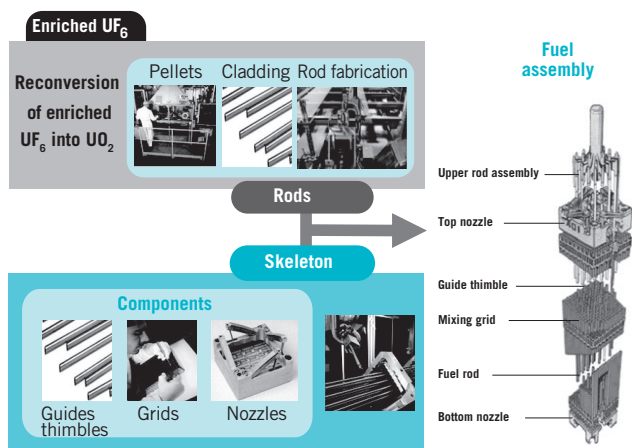 Enriched UF6
Reconversion
of enriched
UF6 into UO2
Pellets
Cladding
Rod fabrication
Rods
Skeleton
Components
Guides
thimbles
Grids
Nozzles
Fuel
assembly
Upper rod assembly
Top nozzle
Guide thimble
Mixing grid
Fuel rod
Bottom nozzle